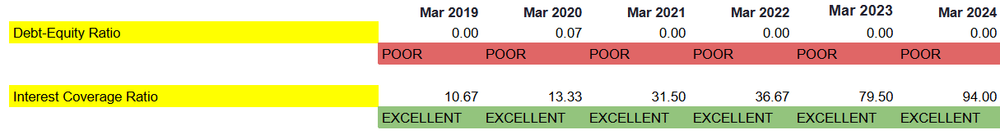 Mar 2019 Mar 2020 Mar 2021 Mar 2022 Mar 2023 Mar 2024
Debt-Equity Ratio 0.00 0.07 0.00 0.00 0.00 0.00
POOR POOR POOR POOR POOR POOR
Interest Coverage Ratio 10.67 13.33 31.50 36.67 79.50 94.00
EXCELLENT EXCELLENT EXCELLENT EXCELLENT EXCELLENT EXCELLENT